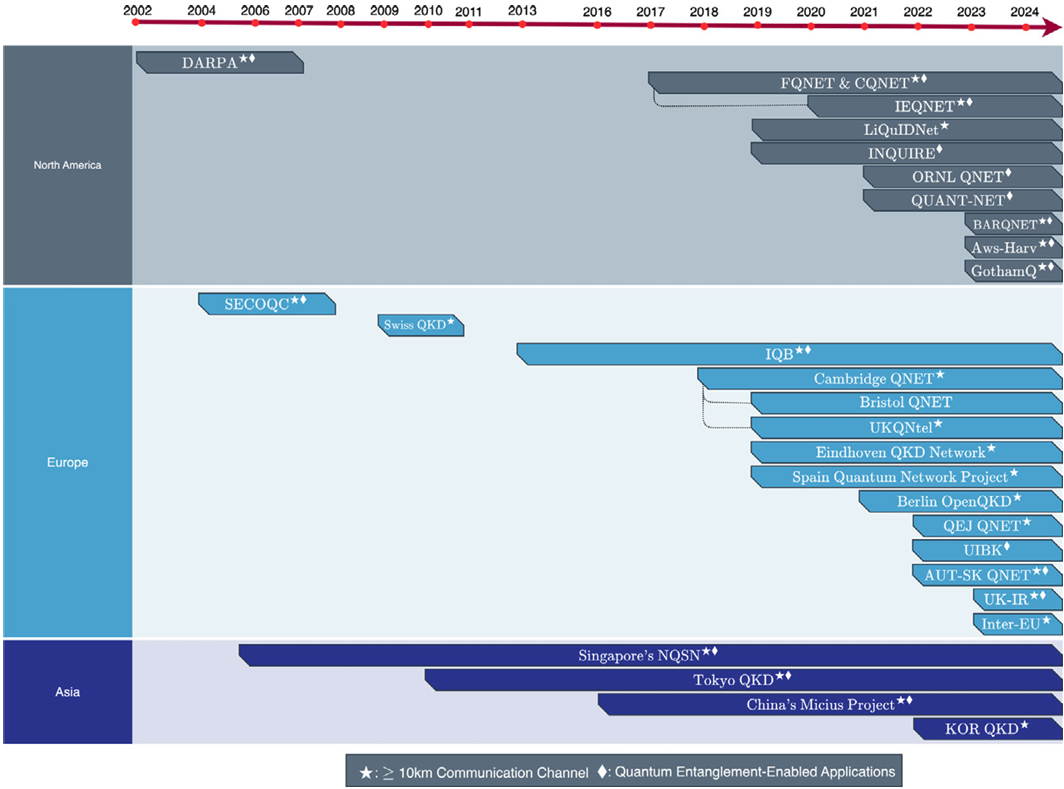 2002 2004 2006 2007 2008 2009 2010 2011 2013 2016 2017 2018 2019 2020 2021 2022 2023 2024
North America
DARPA★♦
FQNET & CQNET★♦
IEQNET★♦
LiQuIDNet★
INQUIRE♦
ORNL QNET♦
QUANT-NET♦
BARQNET★♦
Aws-Harv★♦
GothamQ★♦
Europe
SECOQC★♦
Swiss QKD★
IQB★♦
Cambridge QNET★
Bristol QNET
UKQNtel★
Eindhoven QKD Network★
Spain Quantum Network Project★
Berlin OpenQKD★
QEJ QNET★
UIBK♦
AUT-SK QNET★♦
UK-IR★♦
Inter-EU★
Asia
Singapore's NQSN★♦
Tokyo QKD★♦
China's Micius Project★♦
KOR QKD★
★: ≥ 10km Communication Channel ♦: Quantum Entanglement-Enabled Applications